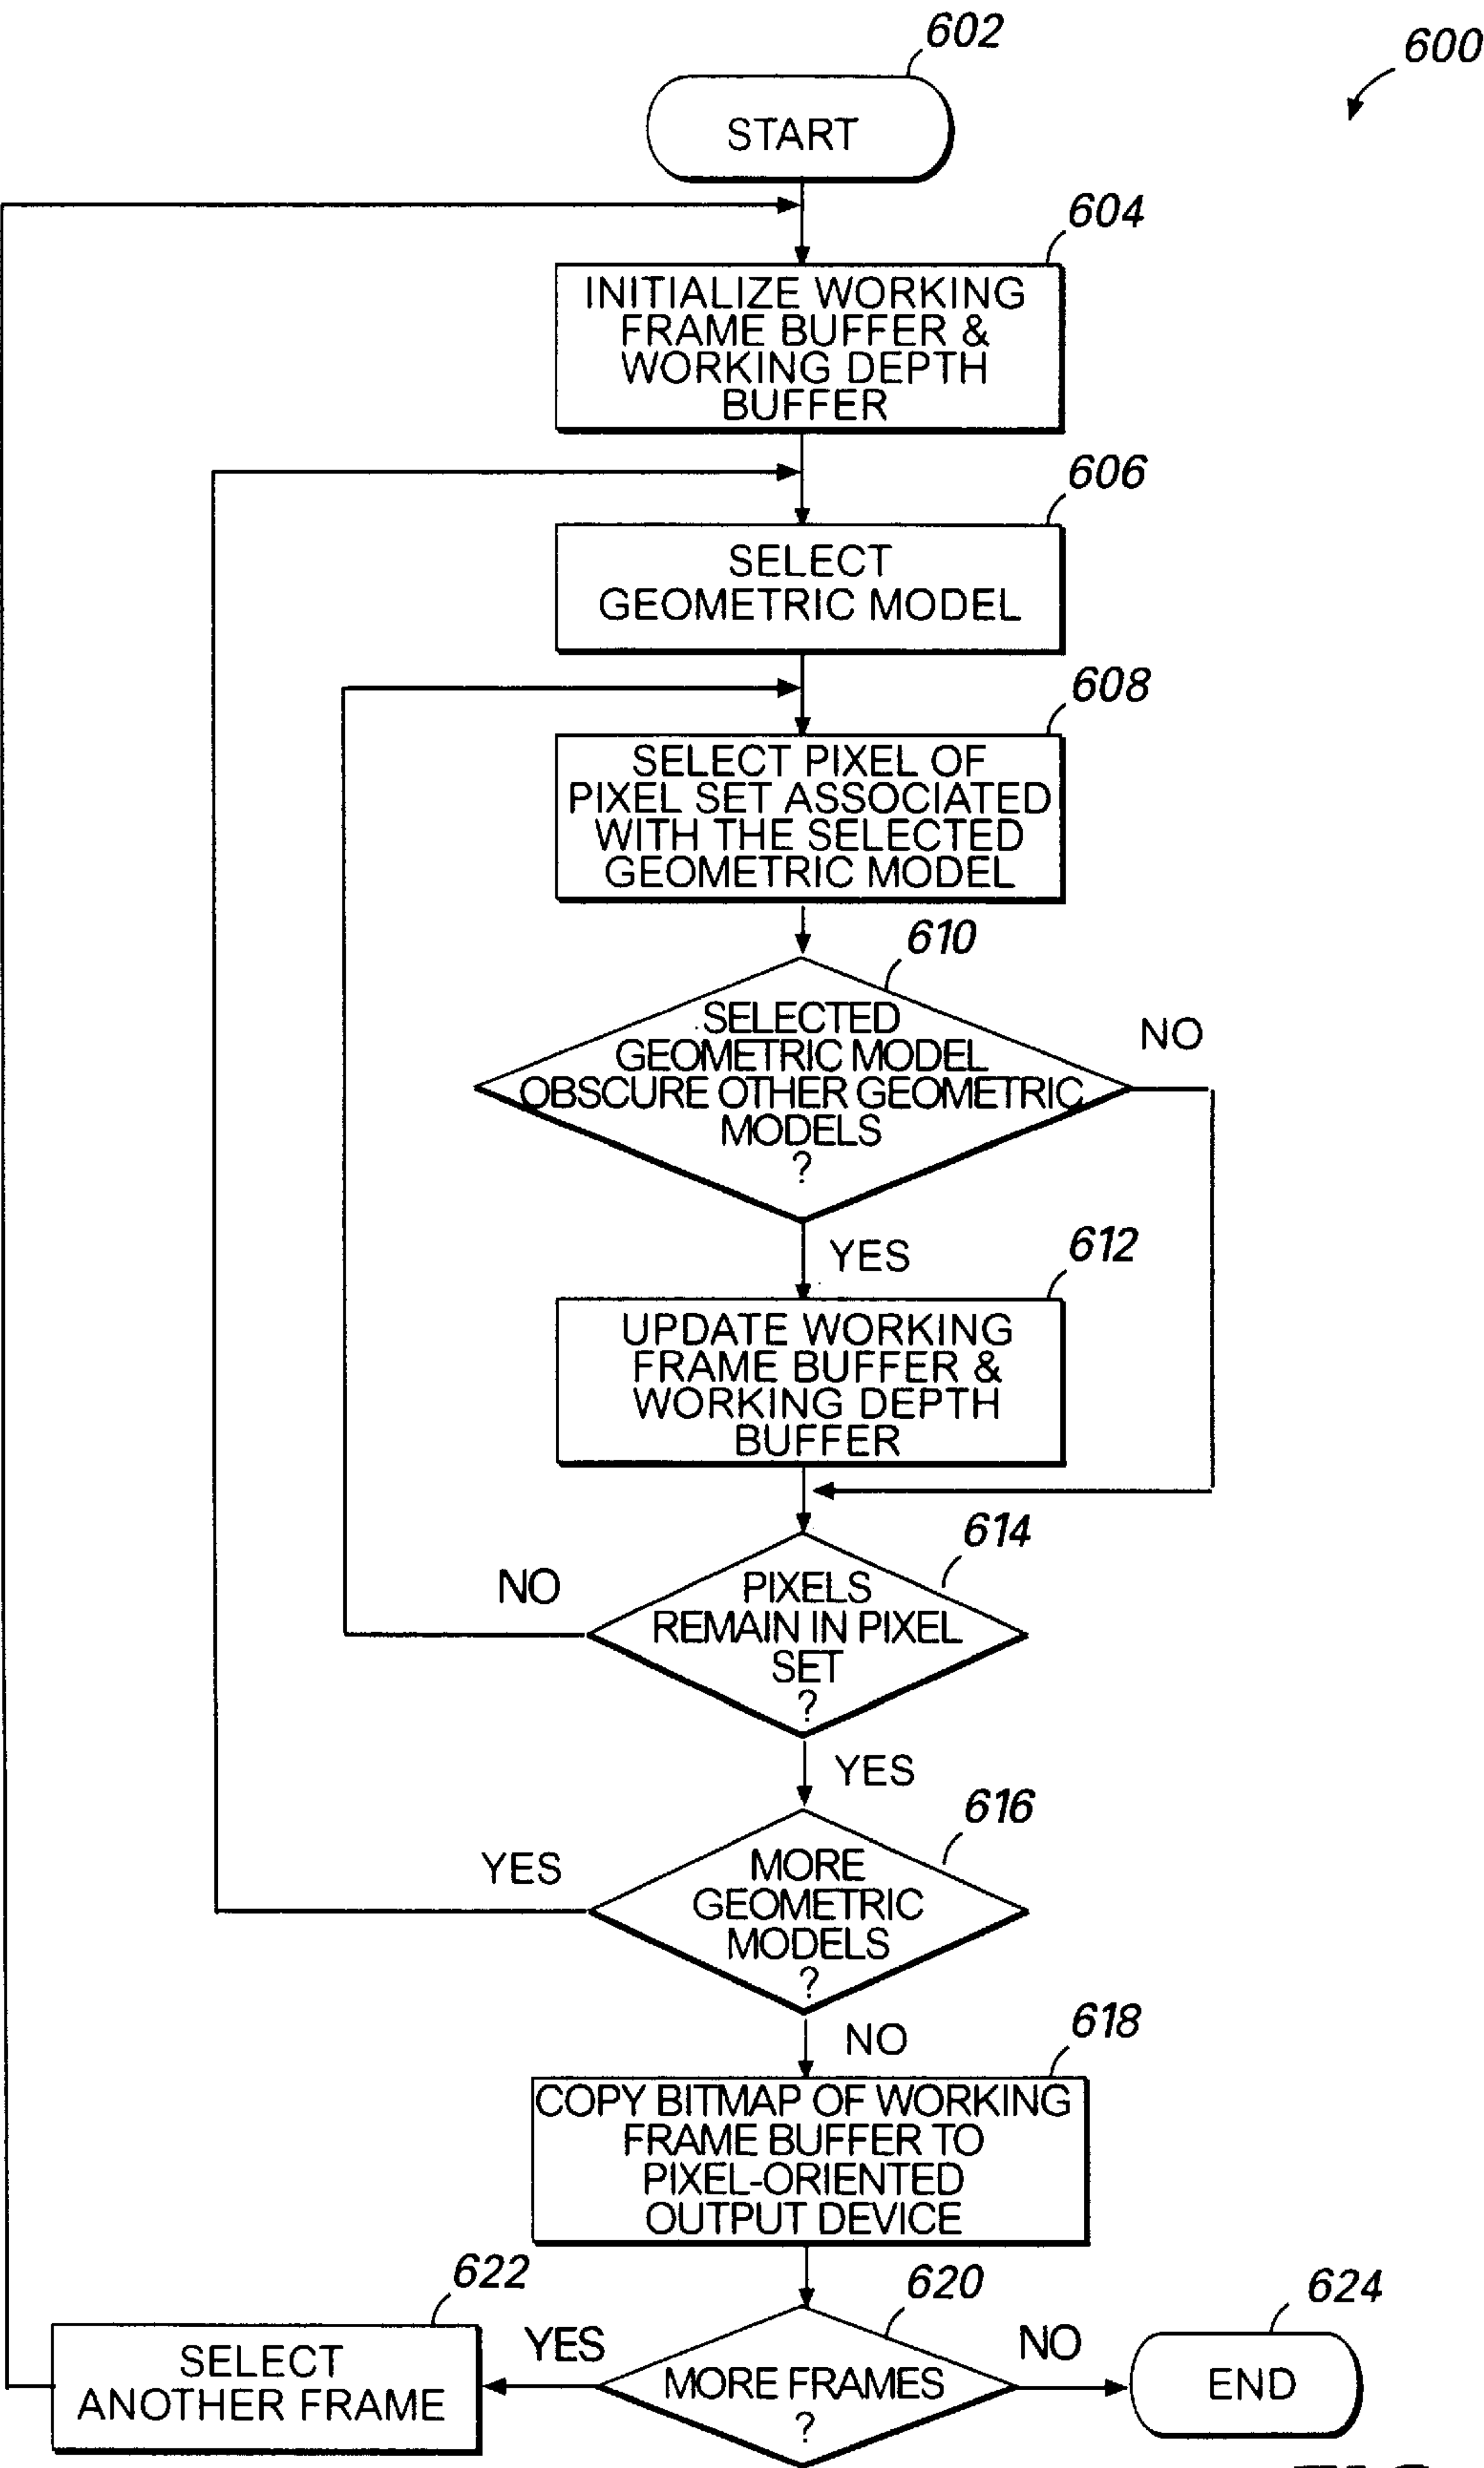 602
600
START
604
INITIALIZE WORKING
FRAME BUFFER &
WORKING DEPTH
BUFFER
606
SELECT
GEOMETRIC MODEL
608
SELECT PIXEL OF
PIXEL SET ASSOCIATED
WITH THE SELECTED
GEOMETRIC MODEL
610
SELECTED
GEOMETRIC MODEL
OBSCURE OTHER GEOMETRIC
MODELS
?
NO
YES
612
UPDATE WORKING
FRAME BUFFER &
WORKING DEPTH
BUFFER
614
NO
PIXELS
REMAIN IN PIXEL
SET
?
YES
616
YES
MORE
GEOMETRIC
MODELS
?
NO
618
COPY BITMAP OF WORKING
FRAME BUFFER TO
PIXEL-ORIENTED
OUTPUT DEVICE
622
620
624
YES
NO
SELECT
ANOTHER FRAME
MORE FRAMES
?
END